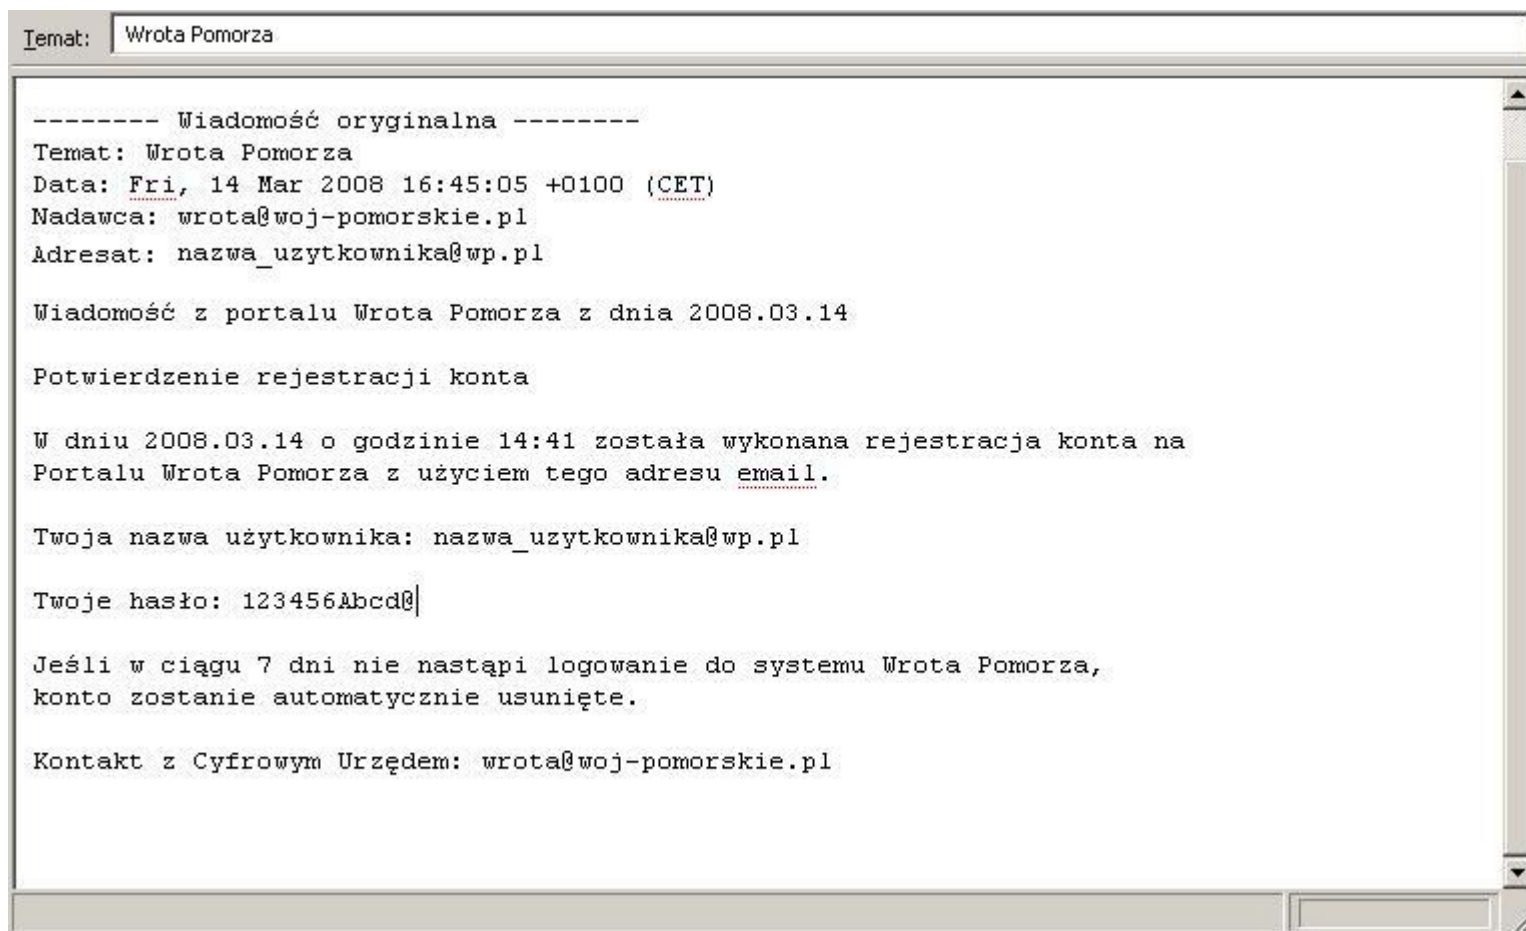 Temat: Wrota Pomorza
-------- Wiadomość oryginalna --------
Temat: Wrota Pomorza
Data: Fri, 14 Mar 2008 16:45:05 +0100 (CET)
Nadawca: wrota@woj-pomorskie.pl
Adresat: nazwa_uzytkownika@wp.pl
Wiadomość z portalu Wrota Pomorza z dnia 2008.03.14
Potwierdzenie rejestracji konta
W dniu 2008.03.14 o godzinie 14:41 została wykonana rejestracja konta na
Portalu Wrota Pomorza z użyciem tego adresu email.
Twoja nazwa użytkownika: nazwa_uzytkownika@wp.pl
Twoje hasło: 123456Abcd@
Jeśli w ciągu 7 dni nie nastąpi logowanie do systemu Wrota Pomorza,
konto zostanie automatycznie usunięte.
Kontakt z Cyfrowym Urzędem: wrota@woj-pomorskie.pl